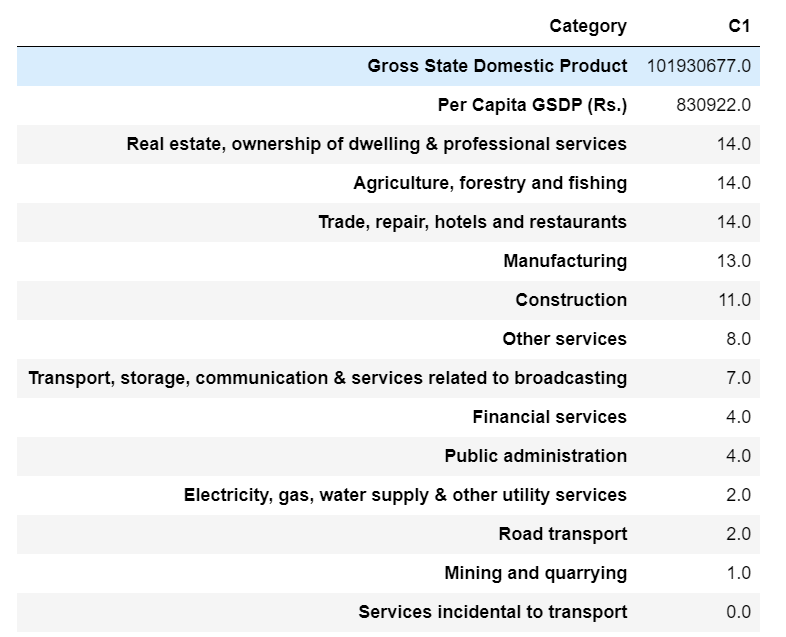 Category C1
Gross State Domestic Product 101930677.0
Per Capita GSDP (Rs.) 830922.0
Real estate, ownership of dwelling & professional services 14.0
Agriculture, forestry and fishing 14.0
Trade, repair, hotels and restaurants 14.0
Manufacturing 13.0
Construction 11.0
Other services 8.0
Transport, storage, communication & services related to broadcasting 7.0
Financial services 4.0
Public administration 4.0
Electricity, gas, water supply & other utility services 2.0
Road transport 2.0
Mining and quarrying 1.0
Services incidental to transport 0.0